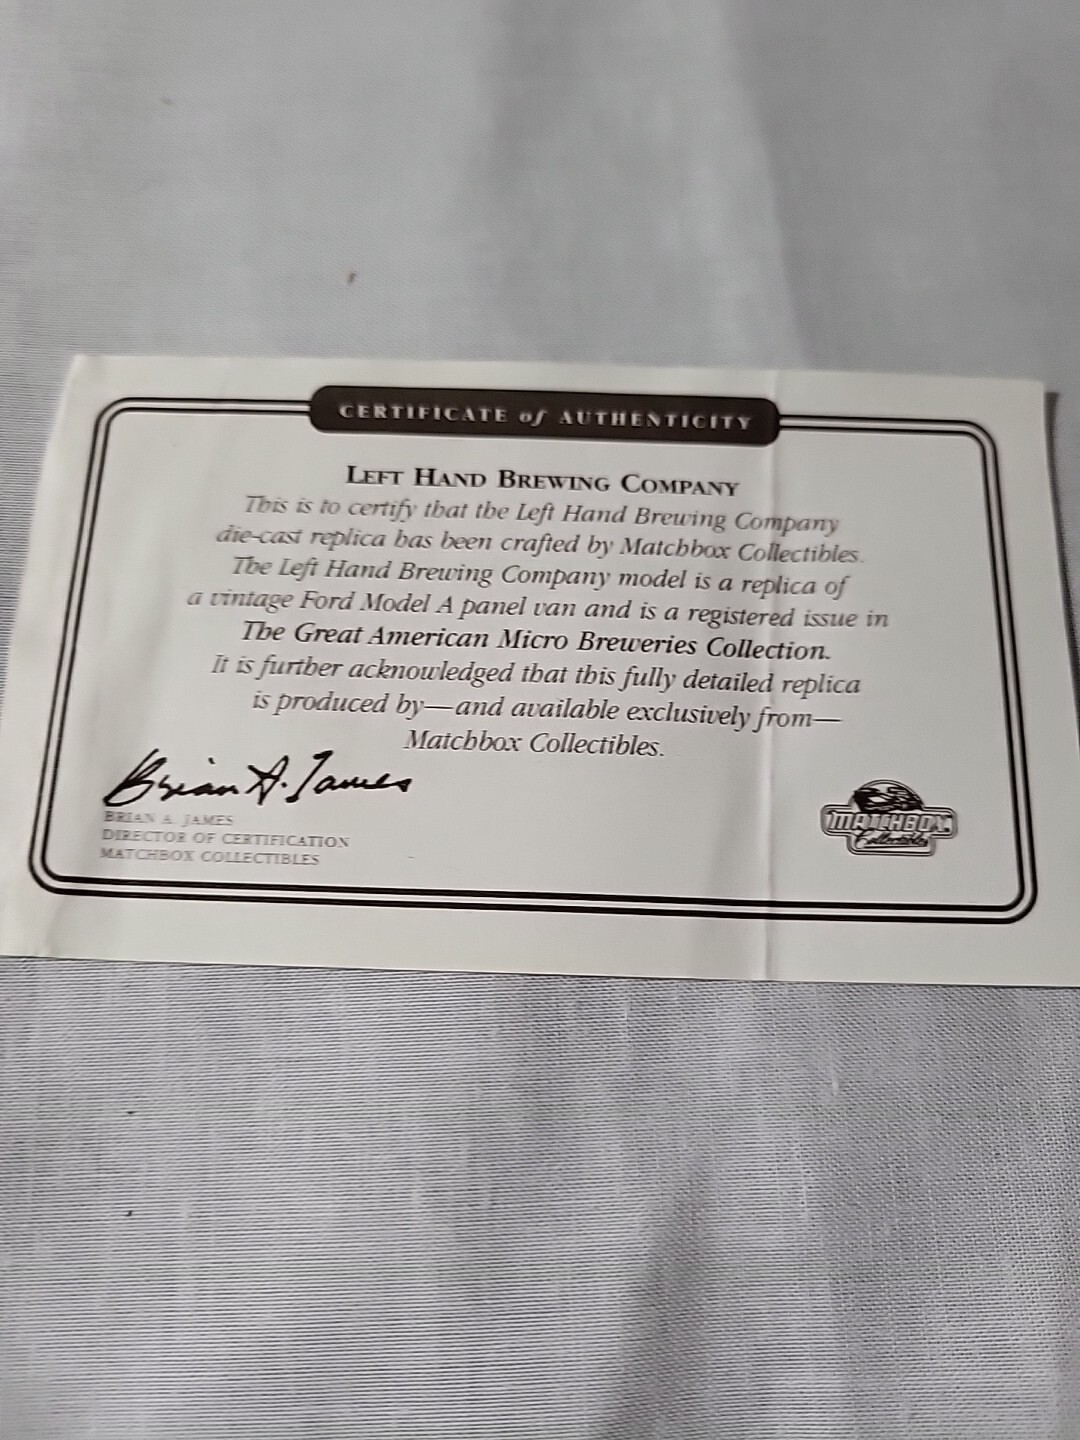 CERTIFICATE of AUTHENTICITY
LEFT HAND BREWING COMPANY
This is to certify that the Left Hand Brewing Company
die-cast replica has been crafted by Matchbox Collectibles.
The Left Hand Brewing Company model is a replica of
a vintage Ford Model A panel van and is a registered issue in
The Great American Micro Breweries Collection.
It is further acknowledged that this fully detailed replica
is produced by—and available exclusively from—
Matchbox Collectibles.
Brian A. James
BRIAN A. JAMES
DIRECTOR OF CERTIFICATION
MATCHBOX COLLECTIBLES
MATCHBOX
Collectibles